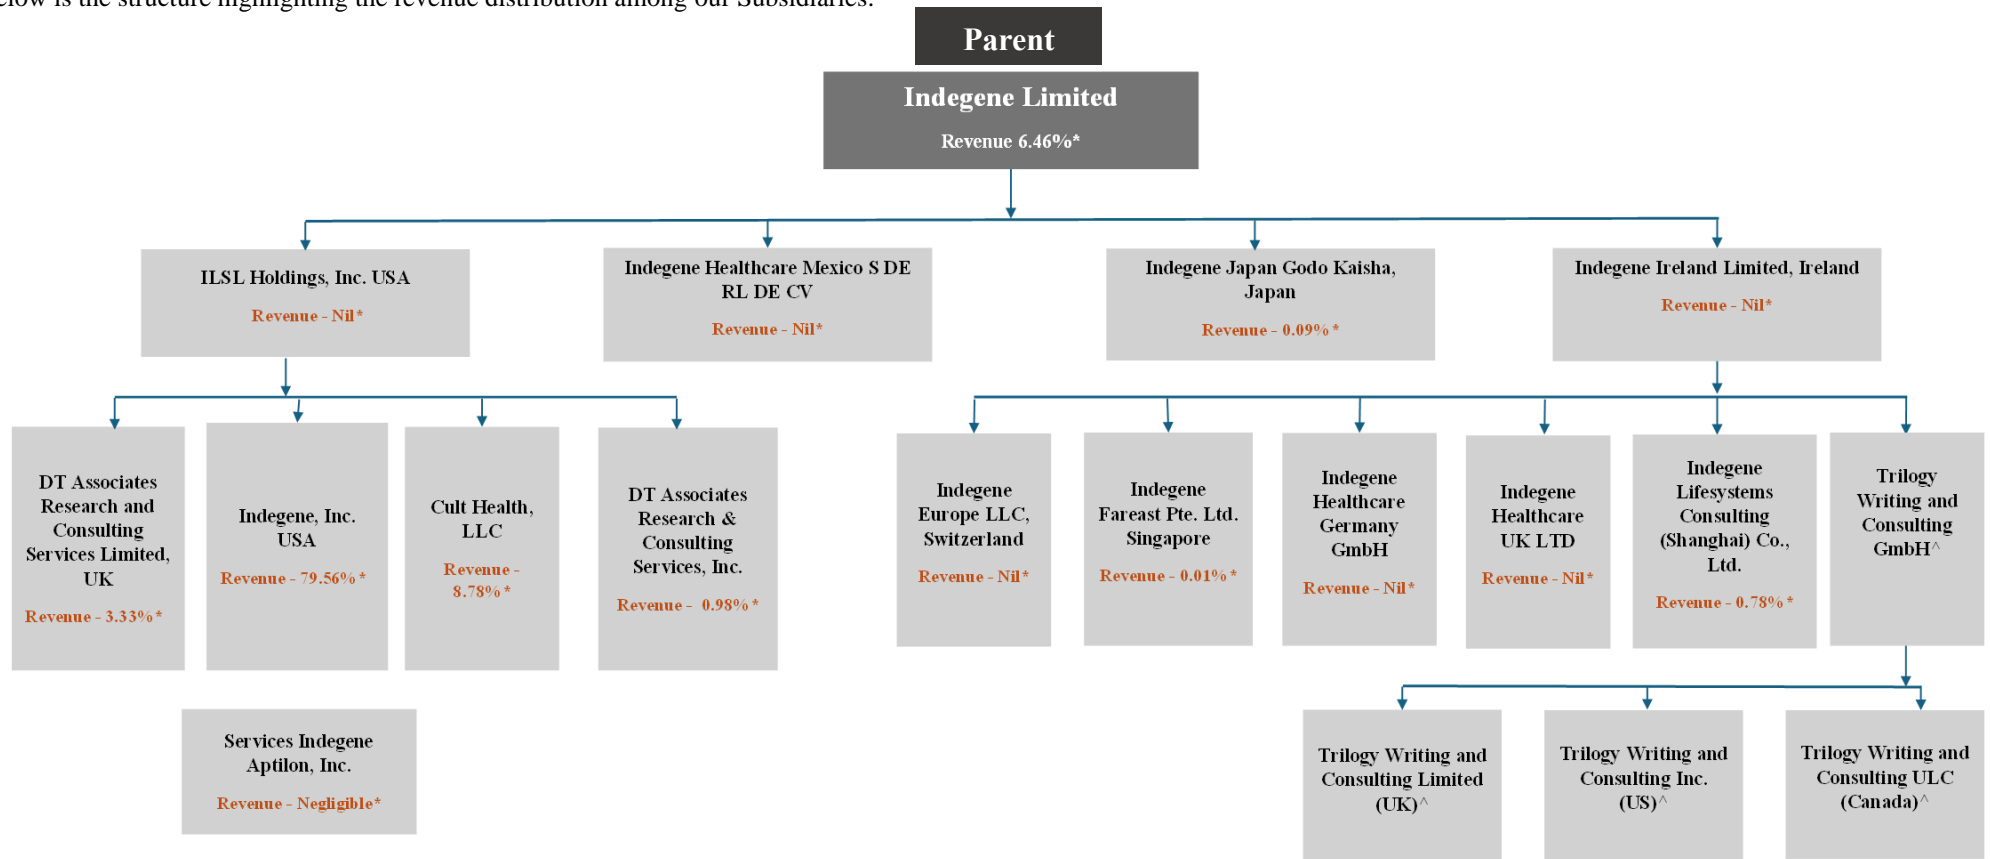 elow is the structure highlighting the revenue distribution among our Subsidiaries.
Parent
Indegene Limited
Revenue 6.46%*
ILSL Holdings, Inc. USA
Revenue - Nil*
Indegene Healthcare Mexico S DE
RL DE CV
Revenue - Nil*
Indegene Japan Godo Kaisha,
Japan
Revenue - 0.09% *
Indegene Ireland Limited, Ireland
Revenue - Nil*
DT Associates
Research and
Consulting
Services Limited,
UK
Revenue - 3.33% *
Indegene, Inc.
USA
Revenue - 79.56% *
Cult Health,
LLC
Revenue -
8.78% *
DT Associates
Research &
Consulting
Services, Inc.
Revenue - 0.98% *
Indegene
Europe LLC,
Switzerland
Revenue - Nil*
Indegene
Fareast Pte. Ltd.
Singapore
Revenue - 0.01% *
Indegene
Healthcare
Germany
GmbH
Revenue - Nil*
Indegene
Healthcare
UK LTD
Revenue - Nil*
Indegene
Lifesystems
Consulting
(Shanghai) Co.,
Ltd.
Revenue - 0.78% *
Trilogy
Writing and
Consulting
GmbH^
Services Indegene
Aptilon, Inc.
Revenue - Negligible*
Trilogy Writing and
Consulting Limited
(UK)^
Trilogy Writing and
Consulting Inc.
(US)^
Trilogy Writing and
Consulting ULC
(Canada)^